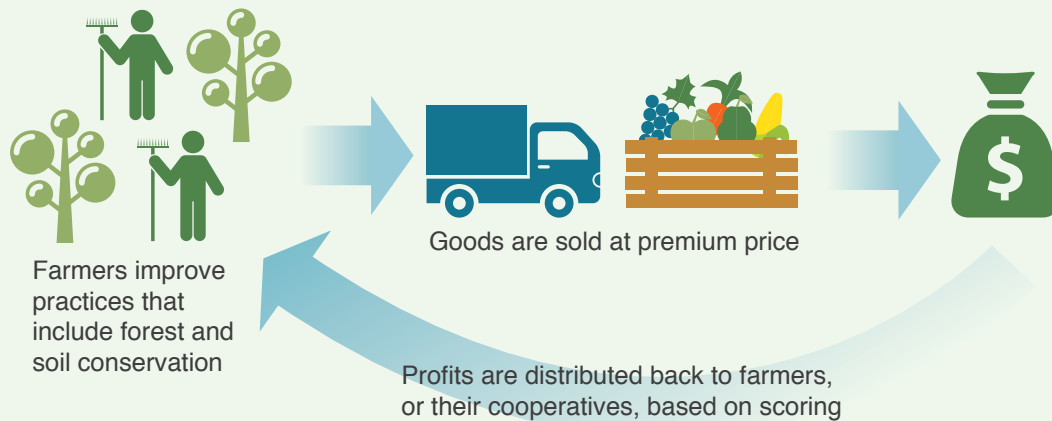 Farmers improve
practices that
include forest and
soil conservation
Goods are sold at premium price
$
Profits are distributed back to farmers,
or their cooperatives, based on scoring